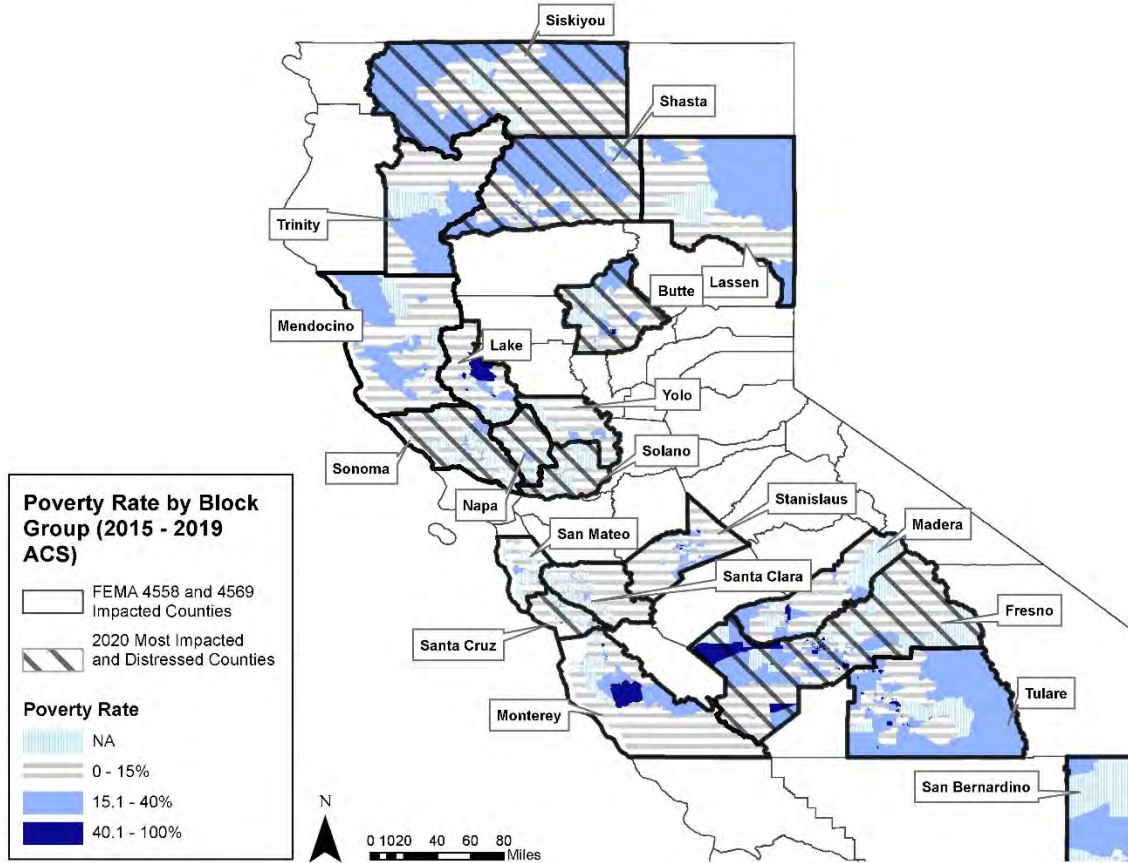 Siskiyou
Shasta
Trinity
Butte
Lassen
Mendocino
Lake
Yolo
Sonoma
Solano
Napa
Stanislaus
Madera
San Mateo
Santa Clara
Fresno
Santa Cruz
Tulare
Monterey
San Bernardino
Poverty Rate by Block
Group (2015 - 2019
ACS)
FEMA 4558 and 4569
Impacted Counties
2020 Most Impacted
and Distressed Counties
Poverty Rate
NA
0 - 15%
15.1 - 40%
40.1 - 100%
N
0 1020 40 60 80
Miles